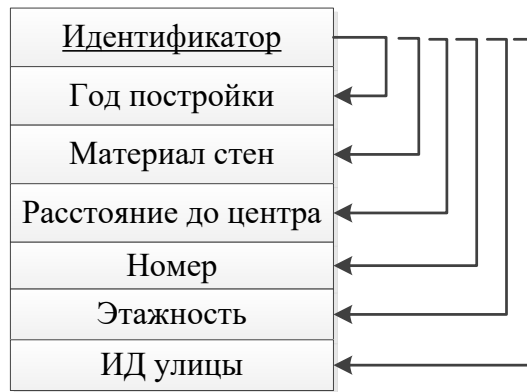 Идентификатор
Год постройки
Материал стен
Расстояние до центра
Номер
Этажность
ИД улицы